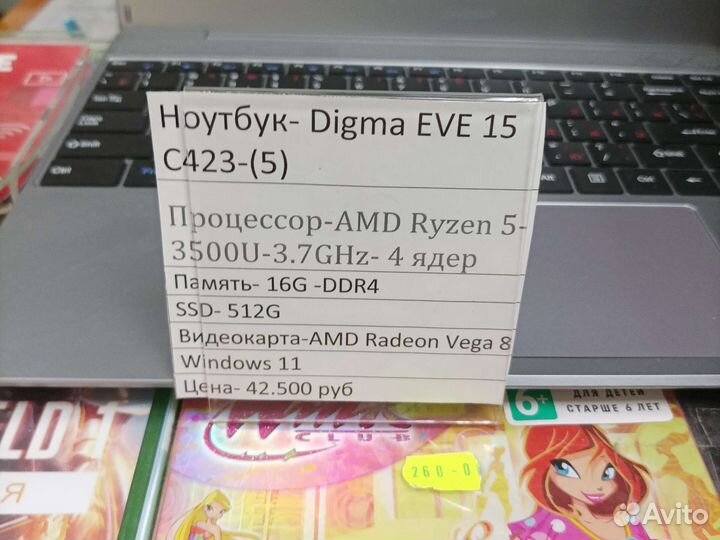 Ноутбук- Digma EVE 15
C423-(5)
Процессор-AMD Ryzen 5-
3500U-3.7GHz- 4 ядер
Память- 16G -DDR4
SSD- 512G
Видеокарта-AMD Radeon Vega 8
Windows 11
Цена- 42.500 руб
6+
ДЛЯ ДЕТЕЙ
СТАРШЕ 6 ЛЕТ
CLUB
260-0
Я
Avito